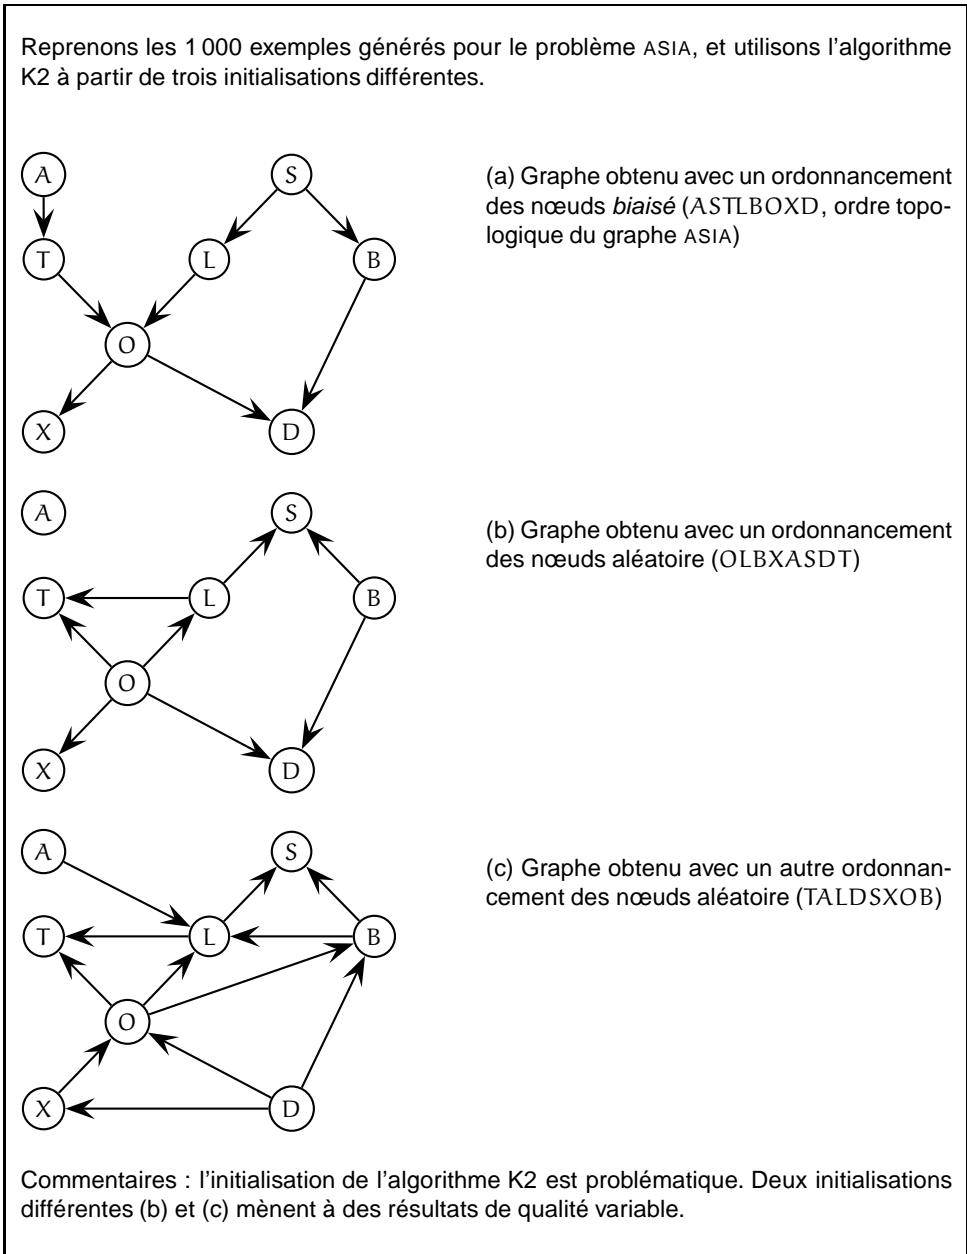 Reprenons les 1 000 exemples générés pour le problème ASIA, et utilisons l'algorithme
K2 à partir de trois initialisations différentes.
A
S
T
L
B
O
X
D
(a) Graphe obtenu avec un ordonnancement
des nœuds biaisé (ASTLBOXD, ordre topo-
logique du graphe ASIA)
A
S
T
L
B
O
X
D
(b) Graphe obtenu avec un ordonnancement
des nœuds aléatoire (OLBXASDT)
A
S
T
L
B
O
X
D
(c) Graphe obtenu avec un autre ordonnan-
cement des nœuds aléatoire (TALDSXOB)
Commentaires : l'initialisation de l'algorithme K2 est problématique. Deux initialisations
différentes (b) et (c) mènent à des résultats de qualité variable.